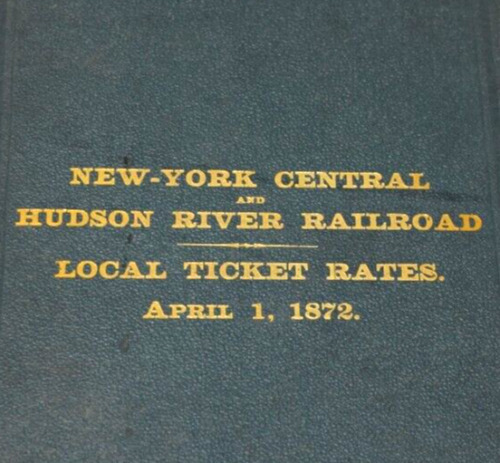 NEW-YORK CENTRAL
AND
HUDSON RIVER RAILROAD
LOCAL TICKET RATES.
APRIL 1, 1872.